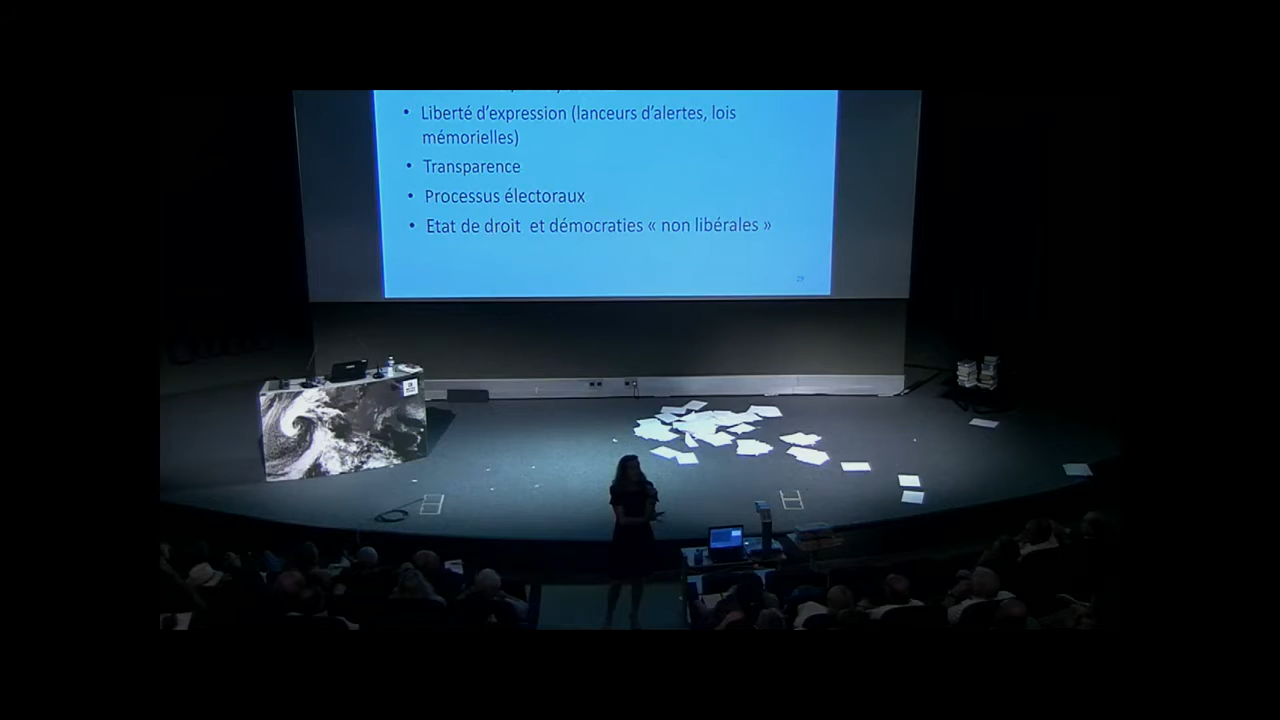 • Liberté d'expression (lanceurs d'alertes, lois
mémorielles)
• Transparence
• Processus électoraux
• Etat de droit  et démocraties « non libérales »